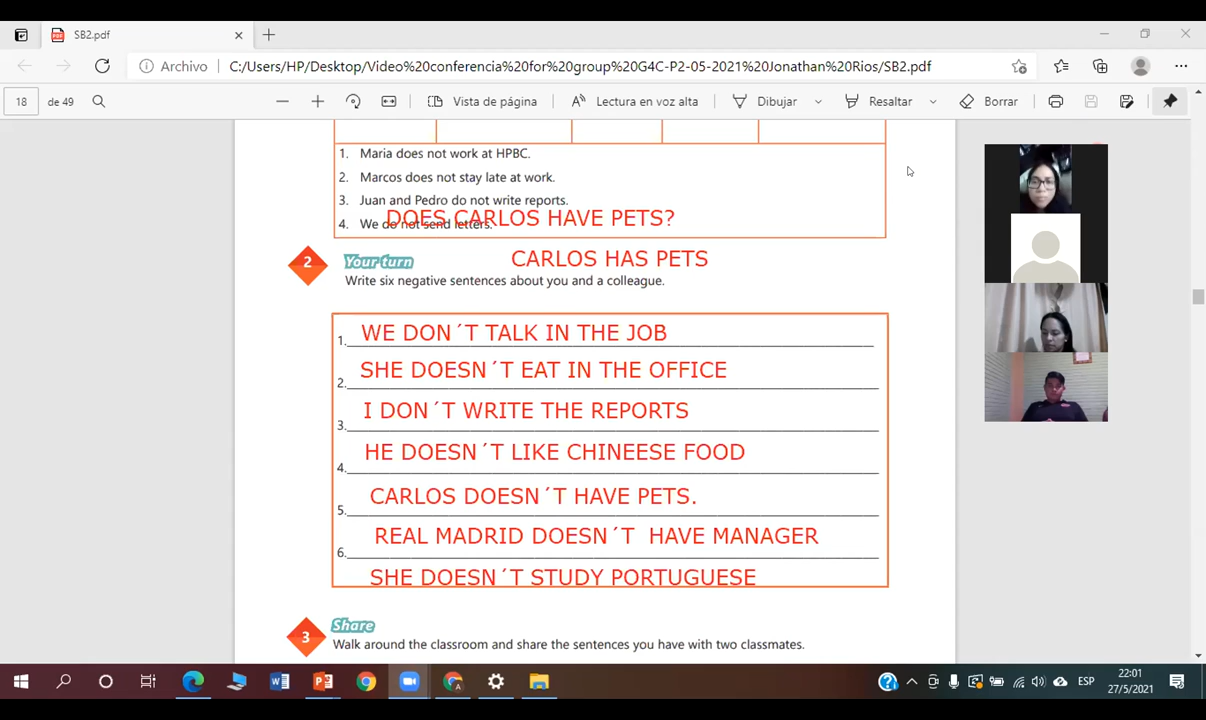 SB2.pdf
Archivo C:/Users/HP/Desktop/Video%20conferencia%20for%20group%20G4C-P2-05-2021%20Jonathan%20Rios/SB2.pdf
18 de 49 Vista de página Lectura en voz alta Dibujar Resaltar Borrar
1. Maria does not work at HPBC.
2. Marcos does not stay late at work.
3. Juan and Pedro do not write reports.
DOES CARLOS HAVE PETS?
4. We do not send letters.
CARLOS HAS PETS
2 Your turn
Write six negative sentences about you and a colleague.
1. WE DON´T TALK IN THE JOB
2. SHE DOESN´T EAT IN THE OFFICE
3. I DON´T WRITE THE REPORTS
4. HE DOESN´T LIKE CHINEESE FOOD
5. CARLOS DOESN´T HAVE PETS.
6. REAL MADRID DOESN´T HAVE MANAGER
SHE DOESN´T STUDY PORTUGUESE
3 Share
Walk around the classroom and share the sentences you have with two classmates.
ESP
22:01
27/5/2021